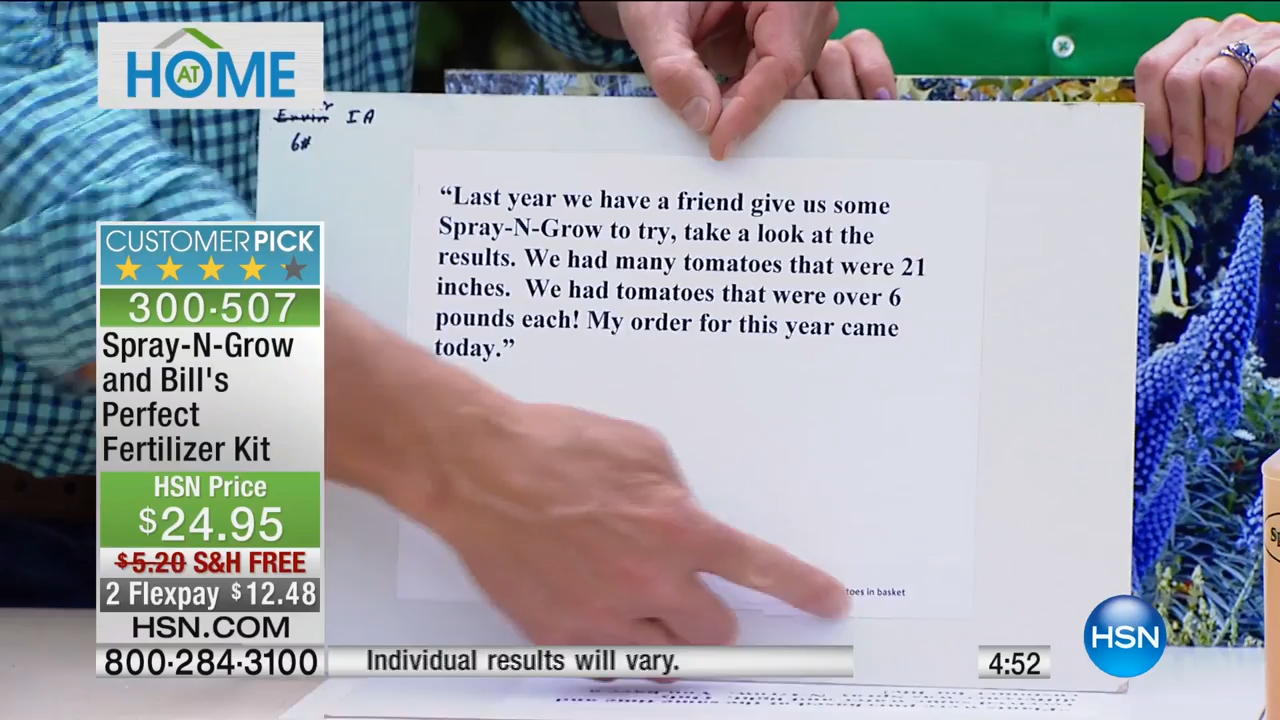 AT HOME
IA
6#
“Last year we have a friend give us some
Spray-N-Grow to try, take a look at the
results. We had many tomatoes that were 21
inches.  We had tomatoes that were over 6
pounds each! My order for this year came
today.”
toes in basket
CUSTOMER PICK
300·507
Spray-N-Grow
and Bill's
Perfect
Fertilizer Kit
HSN Price
$24.95
$5.20 S&H FREE
2 Flexpay $12.48
HSN.COM
800·284·3100
Individual results will vary.
4:52
HSN